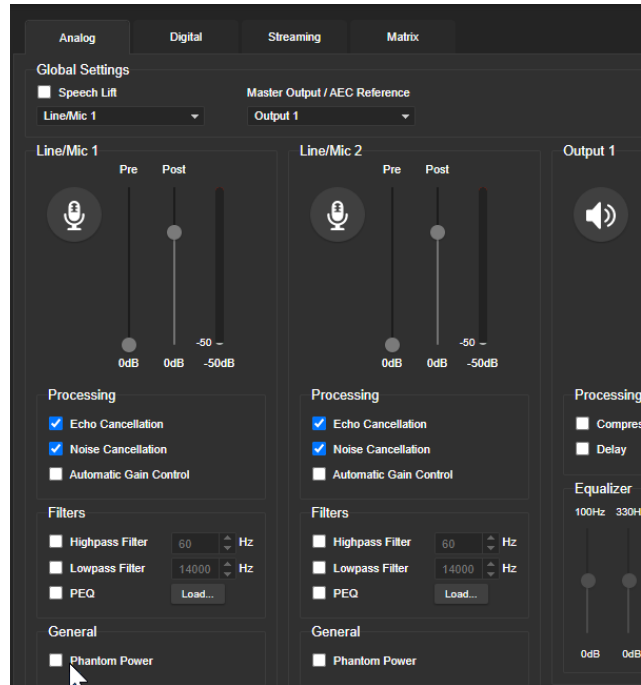 Analog Digital Streaming Matrix
Global Settings
Speech Lift Master Output / AEC Reference
Line/Mic 1 Output 1
Line/Mic 1 Line/Mic 2 Output 1
Pre Post Pre Post
-50 -50
0dB 0dB -50dB 0dB 0dB -50dB
Processing Processing Processing
Echo Cancellation Echo Cancellation Compres
Noise Cancellation Noise Cancellation Delay
Automatic Gain Control Automatic Gain Control
Equalizer
Filters Filters 100Hz 330H
Highpass Filter 60 Hz Highpass Filter 60 Hz
Lowpass Filter 14000 Hz Lowpass Filter 14000 Hz
PEQ Load... PEQ Load...
General General
0dB 0dB
Phantom Power Phantom Power